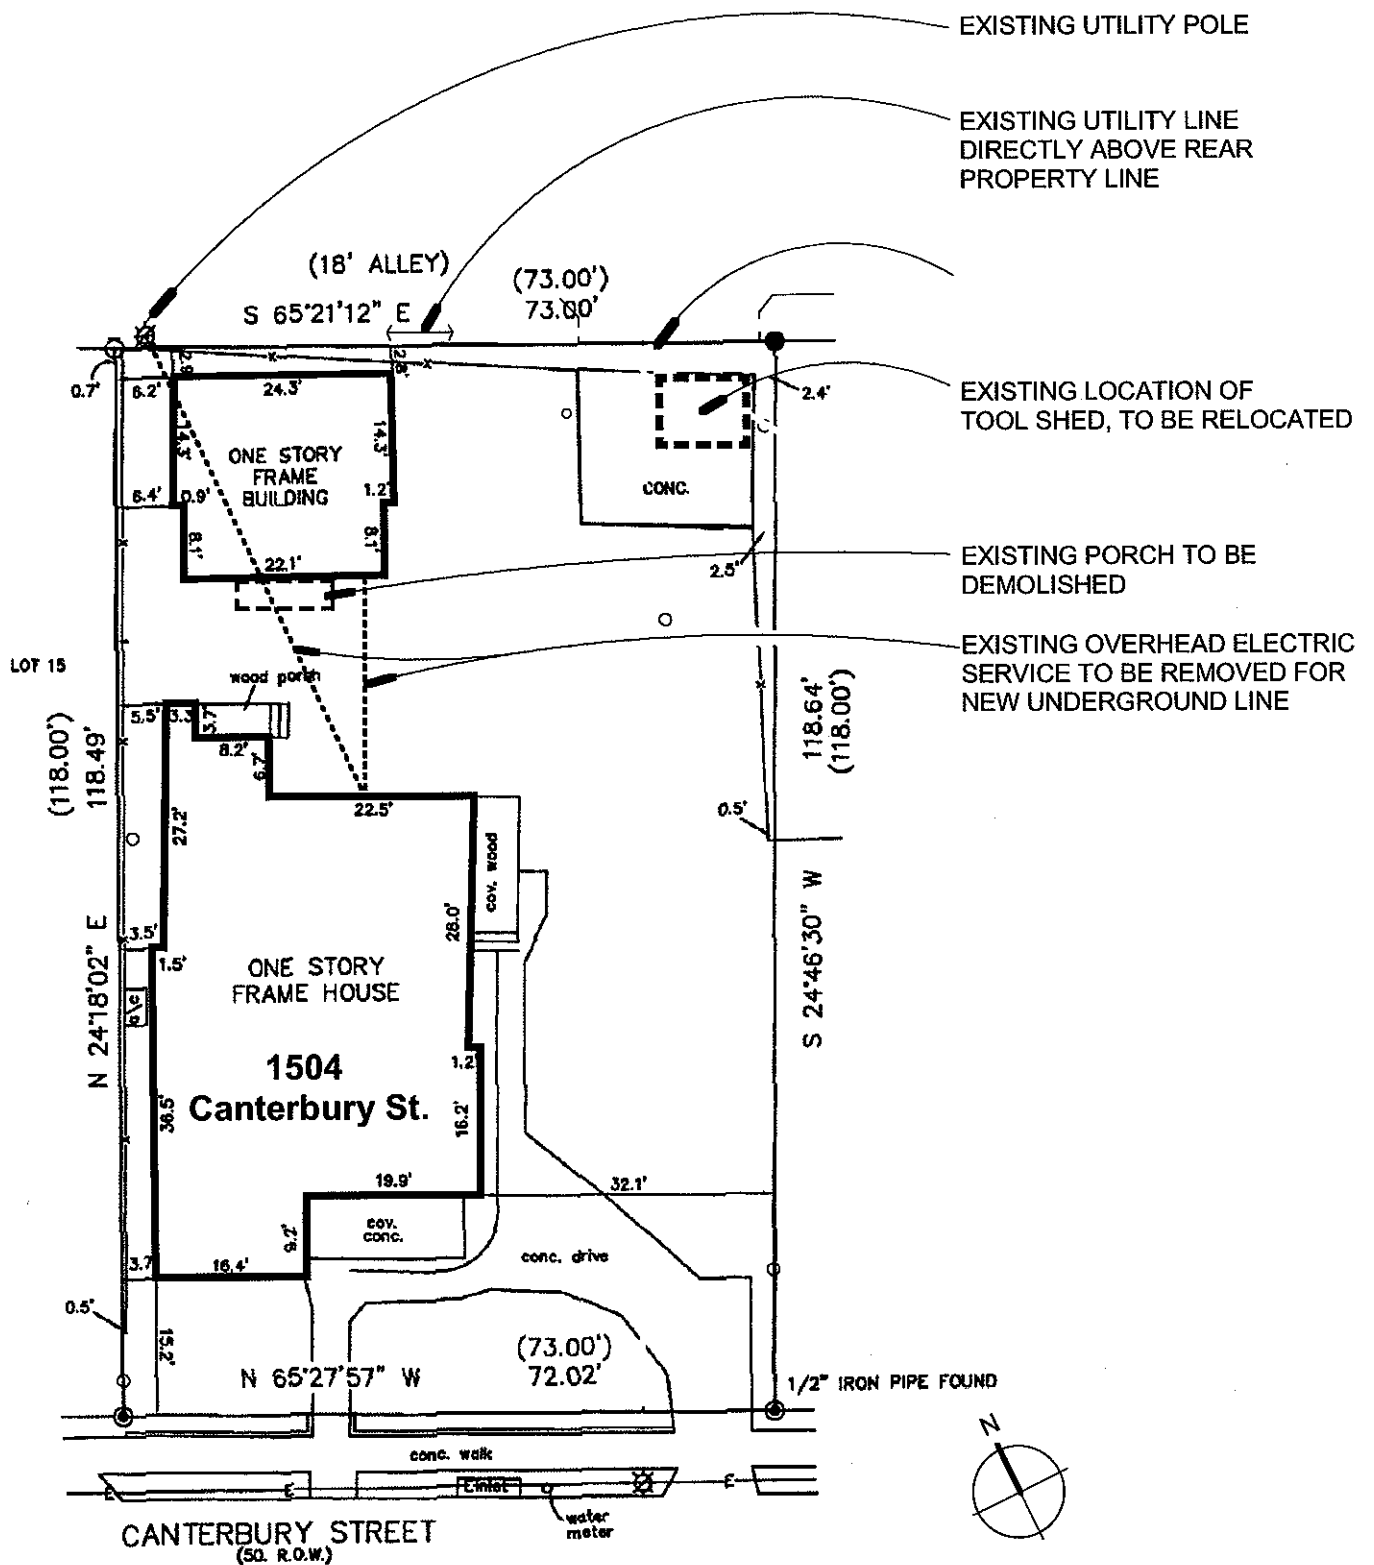 EXISTING UTILITY POLE
EXISTING UTILITY LINE
DIRECTLY ABOVE REAR
PROPERTY LINE
(18' ALLEY)
(73.00')
S 65°21'12" E
73.00'
0.7'
6.2'
2.9'
24.3'
2.8'
2.4'
EXISTING LOCATION OF
TOOL SHED, TO BE RELOCATED
14.3'
14.3'
ONE STORY
FRAME
BUILDING
6.4'
0.9'
1.2'
CONC.
8.1'
8.1'
22.1'
2.5'
EXISTING PORCH TO BE
DEMOLISHED
EXISTING OVERHEAD ELECTRIC
SERVICE TO BE REMOVED FOR
NEW UNDERGROUND LINE
LOT 15
wood porch
5.5'
3.3'
3.7'
8.2'
6.7'
(118.00')
118.49'
118.64'
(118.00')
22.5'
27.2'
0.5'
cov. wood
28.0'
N 24°18'02" E
S 24°46'30" W
3.5'
1.5'
ONE STORY
FRAME HOUSE
a/c
1504
Canterbury St.
1.2'
36.5'
16.2'
19.9'
32.1'
cov.
conc.
9.2'
conc. drive
3.7'
16.4'
0.5'
15.2'
(73.00')
N 65°27'57" W
72.02'
1/2" IRON PIPE FOUND
N
conc. walk
E
E
E
water
meter
CANTERBURY STREET
(50. R.O.W.)